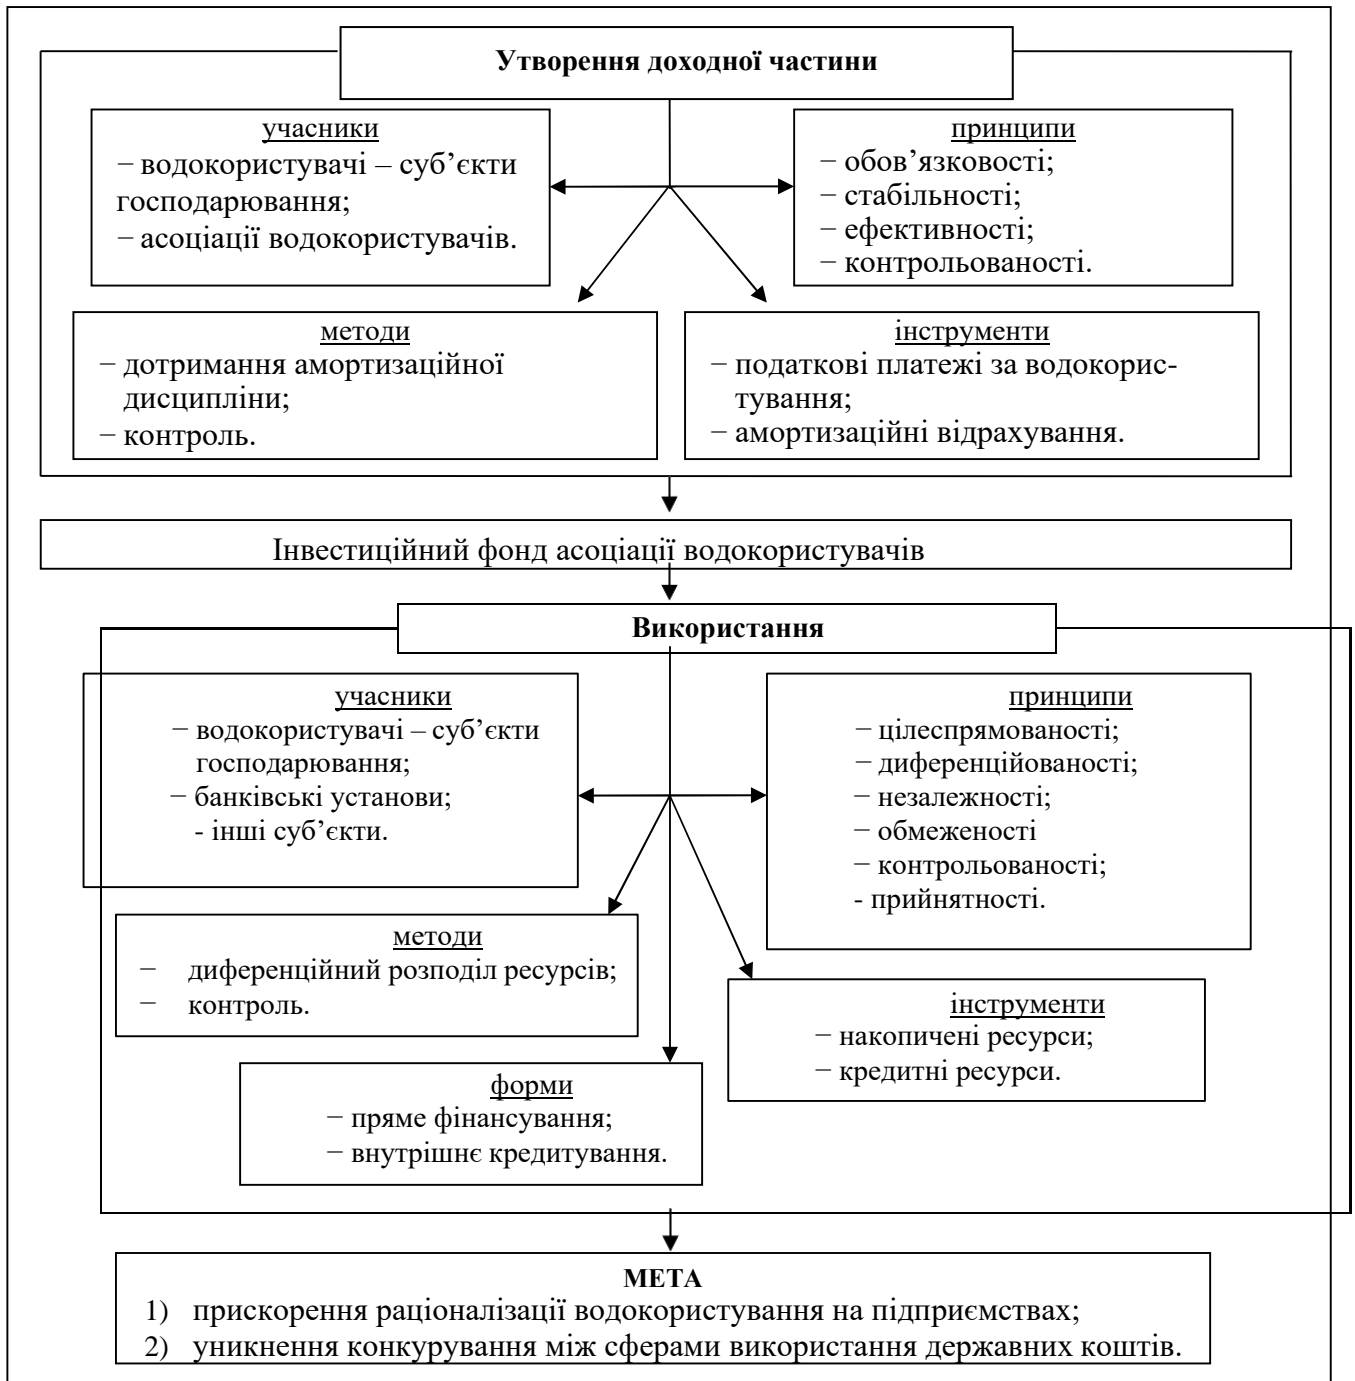 Утворення доходної частини
учасники
− водокористувачі – суб’єкти
господарювання;
− асоціації водокористувачів.
принципи
− обов’язковості;
− стабільності;
− ефективності;
− контрольованості.
методи
− дотримання амортизаційної
дисципліни;
− контроль.
інструменти
− податкові платежі за водокорис-
тування;
− амортизаційні відрахування.
Інвестиційний фонд асоціації водокористувачів
Використання
учасники
− водокористувачі – суб’єкти
господарювання;
− банківські установи;
- інші суб’єкти.
принципи
− цілеспрямованості;
− диференційованості;
− незалежності;
− обмеженості
− контрольованості;
- прийнятності.
методи
− диференційний розподіл ресурсів;
− контроль.
інструменти
− накопичені ресурси;
− кредитні ресурси.
форми
− пряме фінансування;
− внутрішнє кредитування.
МЕТА
1) прискорення раціоналізації водокористування на підприємствах;
2) уникнення конкурування між сферами використання державних коштів.